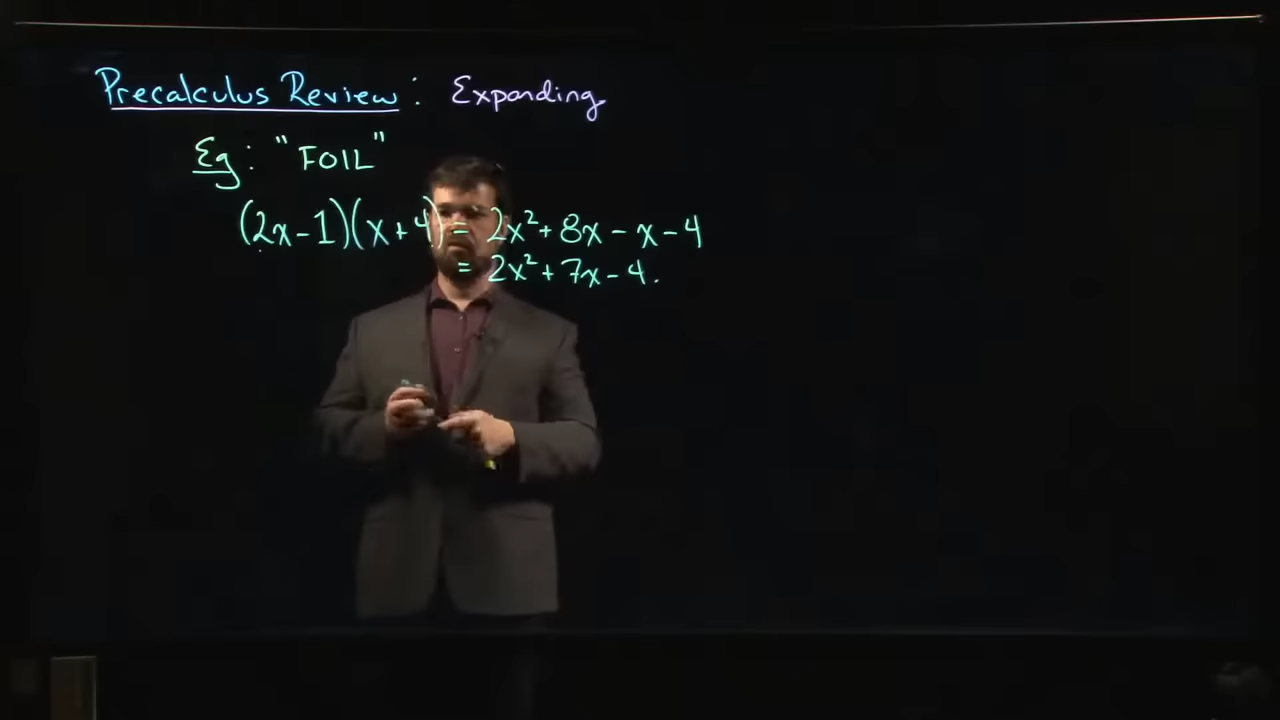 Precalculus Review: Expanding
Eg: "FOIL"
(2x-1)(x+4) = 2x²+8x-x-4
= 2x²+7x-4.